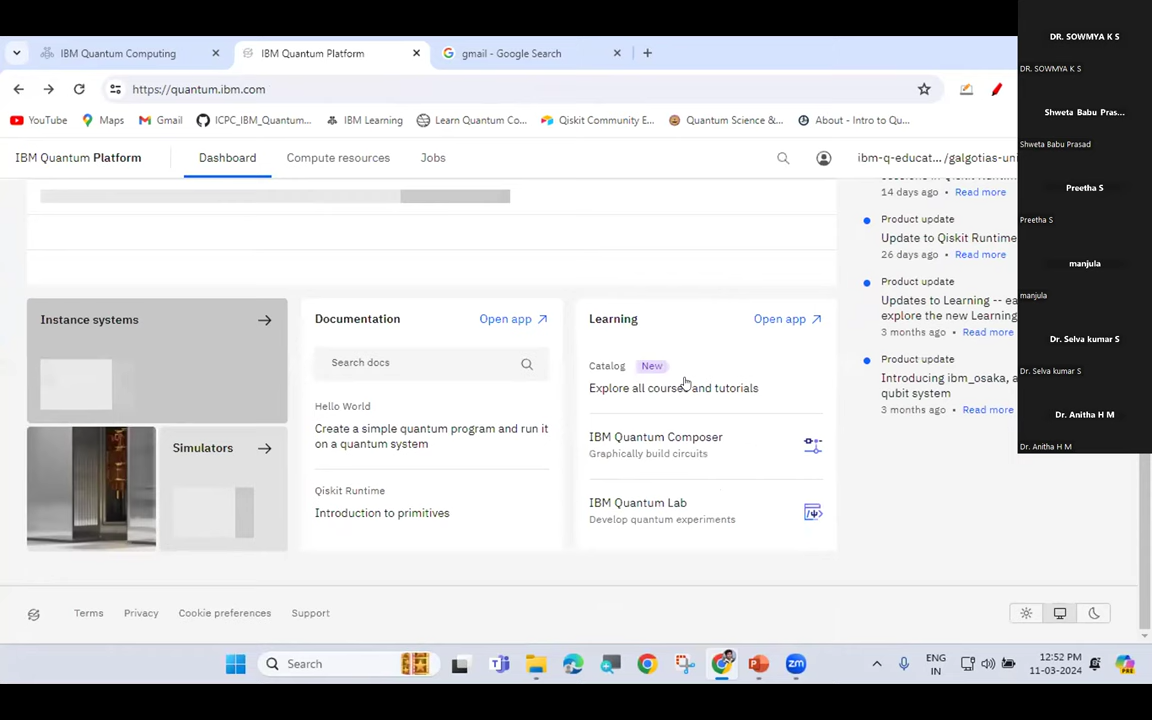 IBM Quantum Computing
IBM Quantum Platform
gmail - Google Search
https://quantum.ibm.com
YouTube
Maps
Gmail
ICPC_IBM_Quantum...
IBM Learning
Learn Quantum Co...
Qiskit Community E...
Quantum Science &...
About - Intro to Qu...
IBM Quantum Platform
Dashboard
Compute resources
Jobs
ibm-q-educat... /galgotias-uni
14 days ago • Read more
Product update
Update to Qiskit Runtime
26 days ago • Read more
Product update
Updates to Learning -- ea
explore the new Learning
3 months ago • Read more
Product update
Introducing ibm_osaka, a
qubit system
3 months ago • Read more
Instance systems
Simulators
Documentation
Open app
Search docs
Hello World
Create a simple quantum program and run it
on a quantum system
Qiskit Runtime
Introduction to primitives
Learning
Open app
Catalog New
Explore all courses and tutorials
IBM Quantum Composer
Graphically build circuits
IBM Quantum Lab
Develop quantum experiments
Terms
Privacy
Cookie preferences
Support
Search
ENG
IN
12:52 PM
11-03-2024
PRE
zm
DR. SOWMYA K S
DR. SOWMYA K S
Shweta Babu Pras...
Shweta Babu Prasad
Preetha S
Preetha S
manjula
manjula
Dr. Selva kumar S
Dr. Selva kumar S
Dr. Anitha H M
Dr. Anitha H M